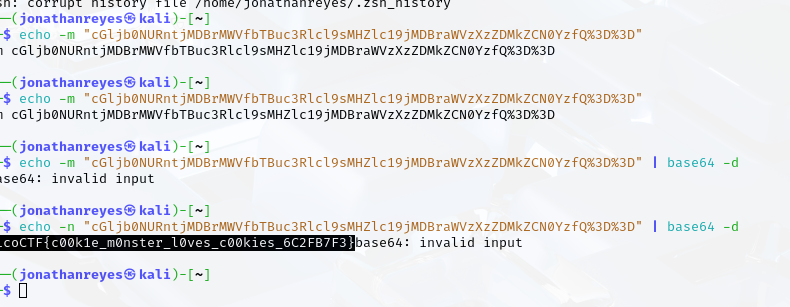 sh: corrupt history file /home/jonathanreyes/.zsh_history
—(jonathanreyes㉿kali)-[~]
-$ echo -m "cGljb0NURntjMDBrMWVfbTBuc3Rlcl9sMHZlc19jMDBraWVzXzZDMkZCN0YzfQ%3D%3D"
m cGljb0NURntjMDBrMWVfbTBuc3Rlcl9sMHZlc19jMDBraWVzXzZDMkZCN0YzfQ%3D%3D
—(jonathanreyes㉿kali)-[~]
-$ echo -m "cGljb0NURntjMDBrMWVfbTBuc3Rlcl9sMHZlc19jMDBraWVzXzZDMkZCN0YzfQ%3D%3D"
m cGljb0NURntjMDBrMWVfbTBuc3Rlcl9sMHZlc19jMDBraWVzXzZDMkZCN0YzfQ%3D%3D
—(jonathanreyes㉿kali)-[~]
-$ echo -m "cGljb0NURntjMDBrMWVfbTBuc3Rlcl9sMHZlc19jMDBraWVzXzZDMkZCN0YzfQ%3D%3D" | base64 -d
ase64: invalid input
—(jonathanreyes㉿kali)-[~]
-$ echo -n "cGljb0NURntjMDBrMWVfbTBuc3Rlcl9sMHZlc19jMDBraWVzXzZDMkZCN0YzfQ%3D%3D" | base64 -d
icoCTF{c00k1e_m0nster_l0ves_c00kies_6C2FB7F3}base64: invalid input
—(jonathanreyes㉿kali)-[~]
-$